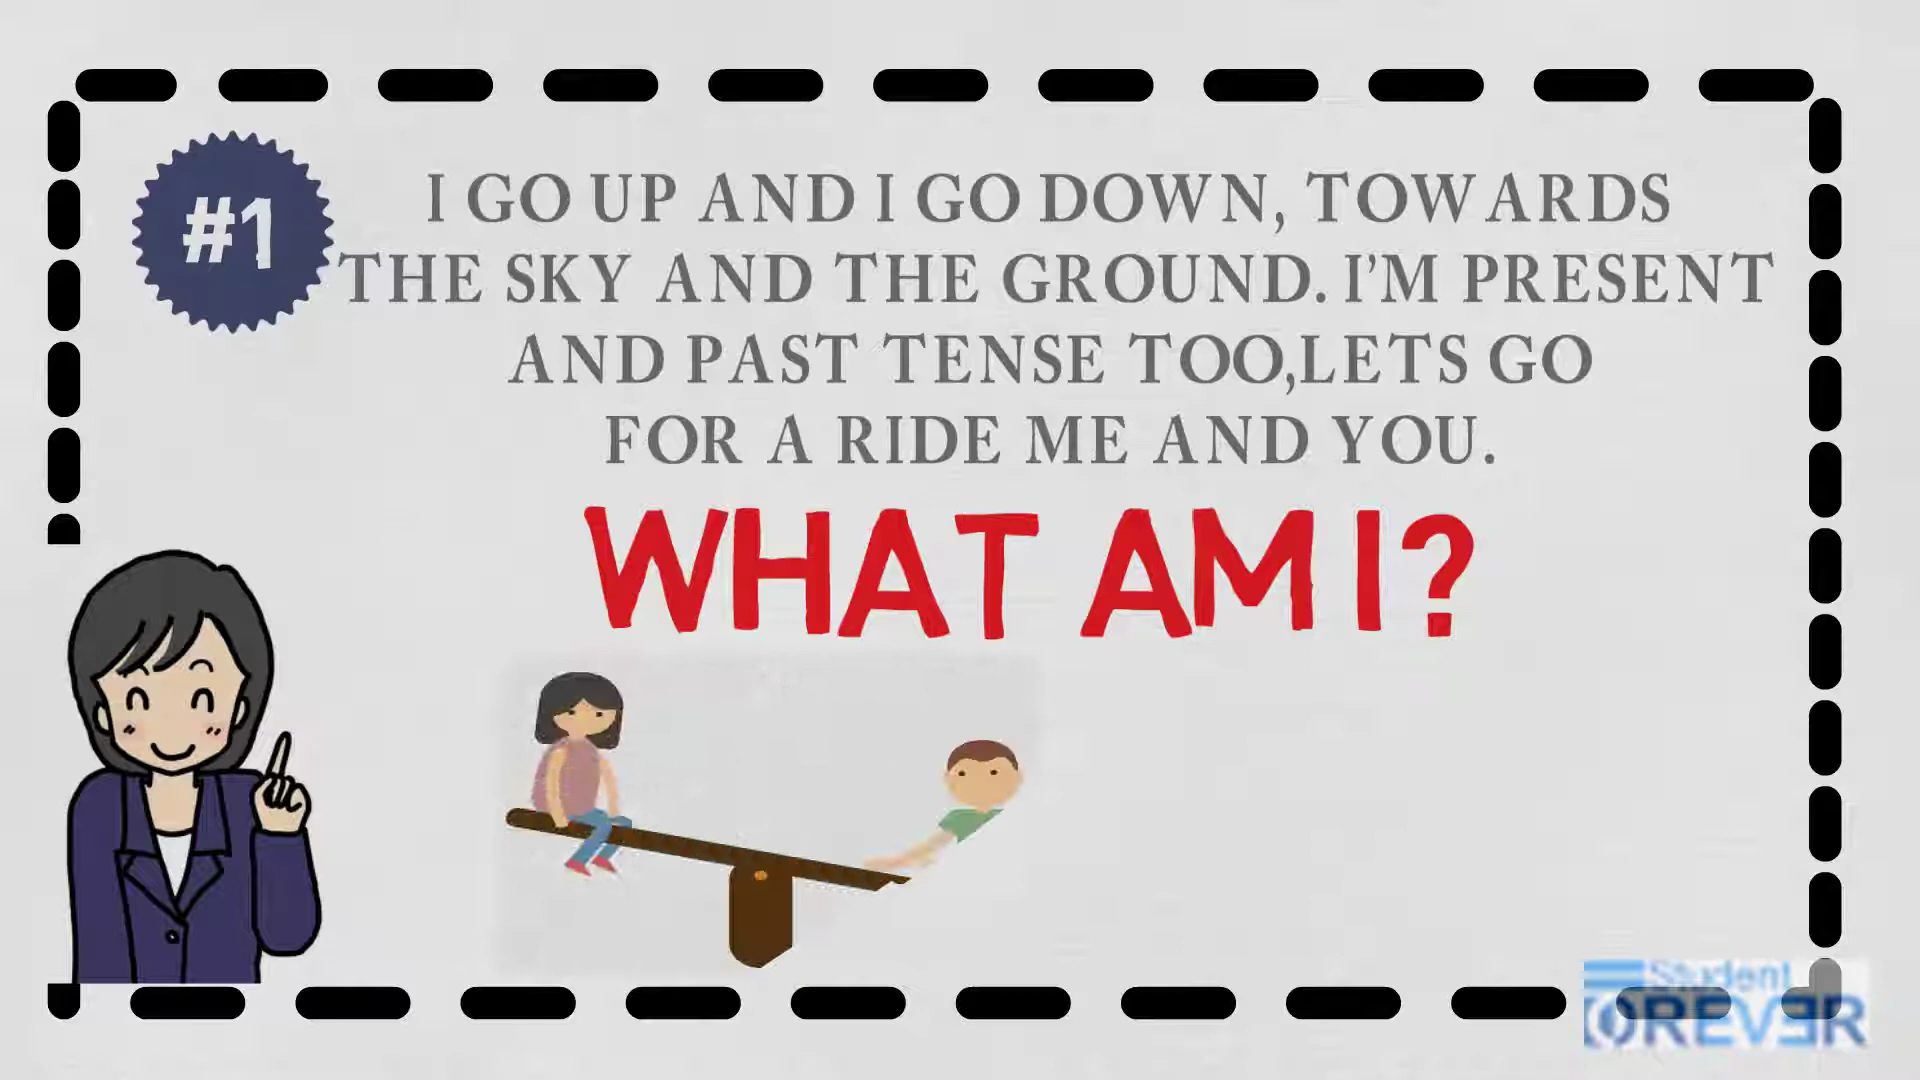 #1
I GO UP AND I GO DOWN, TOWARDS
THE SKY AND THE GROUND. I'M PRESENT
AND PAST TENSE TOO,LETS GO
FOR A RIDE ME AND YOU.
WHAT AM I?
Student
FOREVER